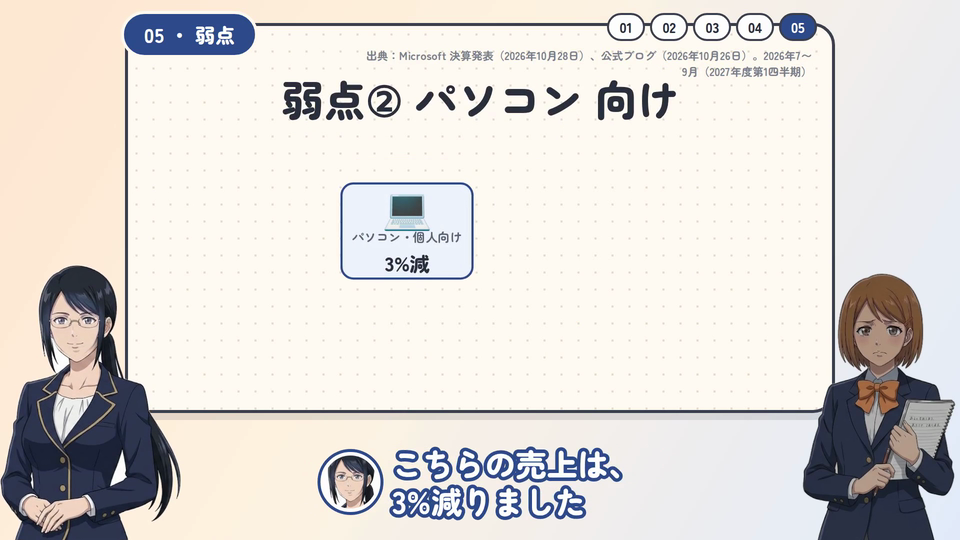 05 ・ 弱点
01 02 03 04 05
出典：Microsoft 決算発表（2026年10月28日）、公式ブログ（2026年10月26日）。2026年7〜
9月（2027年度第1四半期）
弱点② パソコン 向け
パソコン・個人向け
3%減
こちらの売上は、
3%減りました